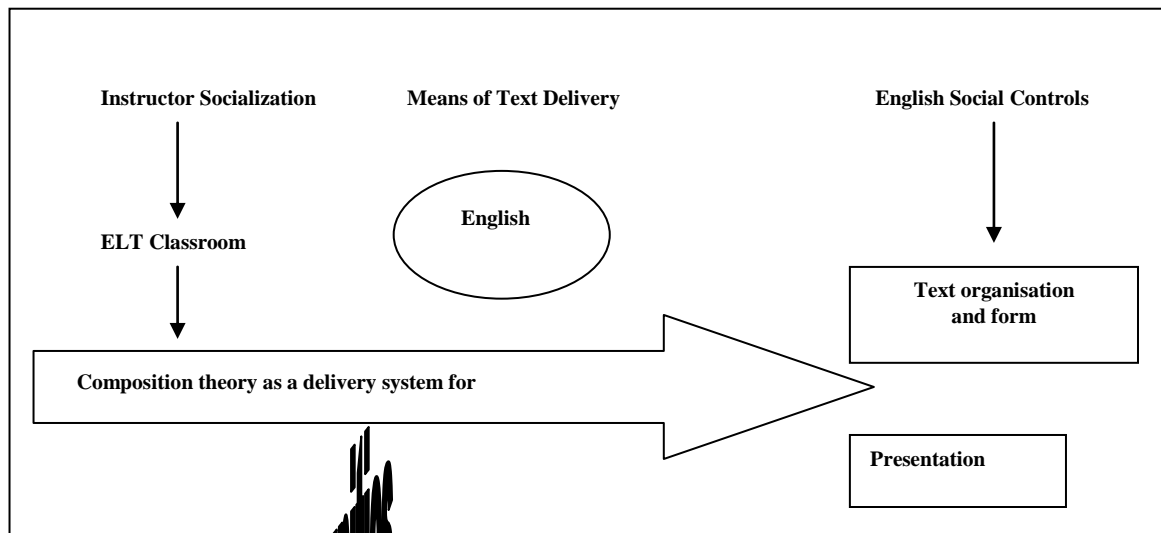 Instructor Socialization
Means of Text Delivery
English Social Controls
English
ELT Classroom
Text organisation
and form
Composition theory as a delivery system for
Presentation